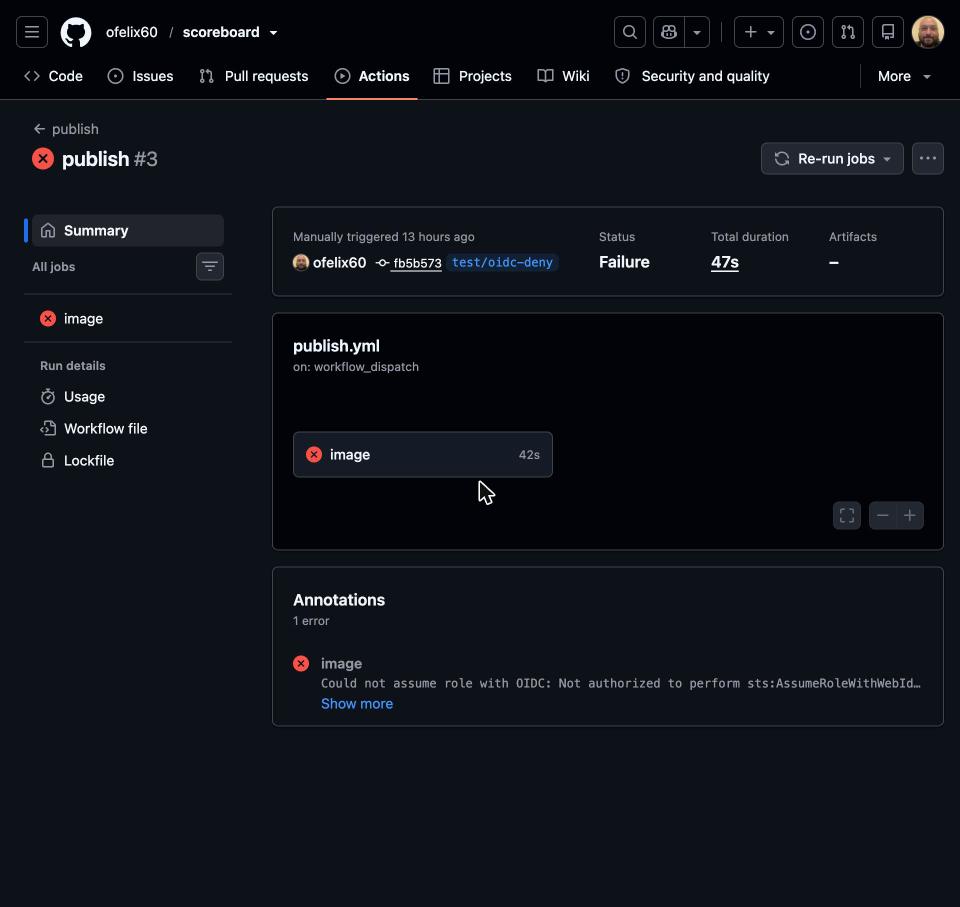 ofelix60 / scoreboard
Code Issues Pull requests Actions Projects Wiki Security and quality More
publish
publish #3
Re-run jobs
Summary
All jobs
image
Run details
Usage
Workflow file
Lockfile
Manually triggered 13 hours ago
ofelix60 fb5b573 test/oidc-deny
Status
Failure
Total duration
47s
Artifacts
–
publish.yml
on: workflow_dispatch
image 42s
Annotations
1 error
image
Could not assume role with OIDC: Not authorized to perform sts:AssumeRoleWithWebId…
Show more